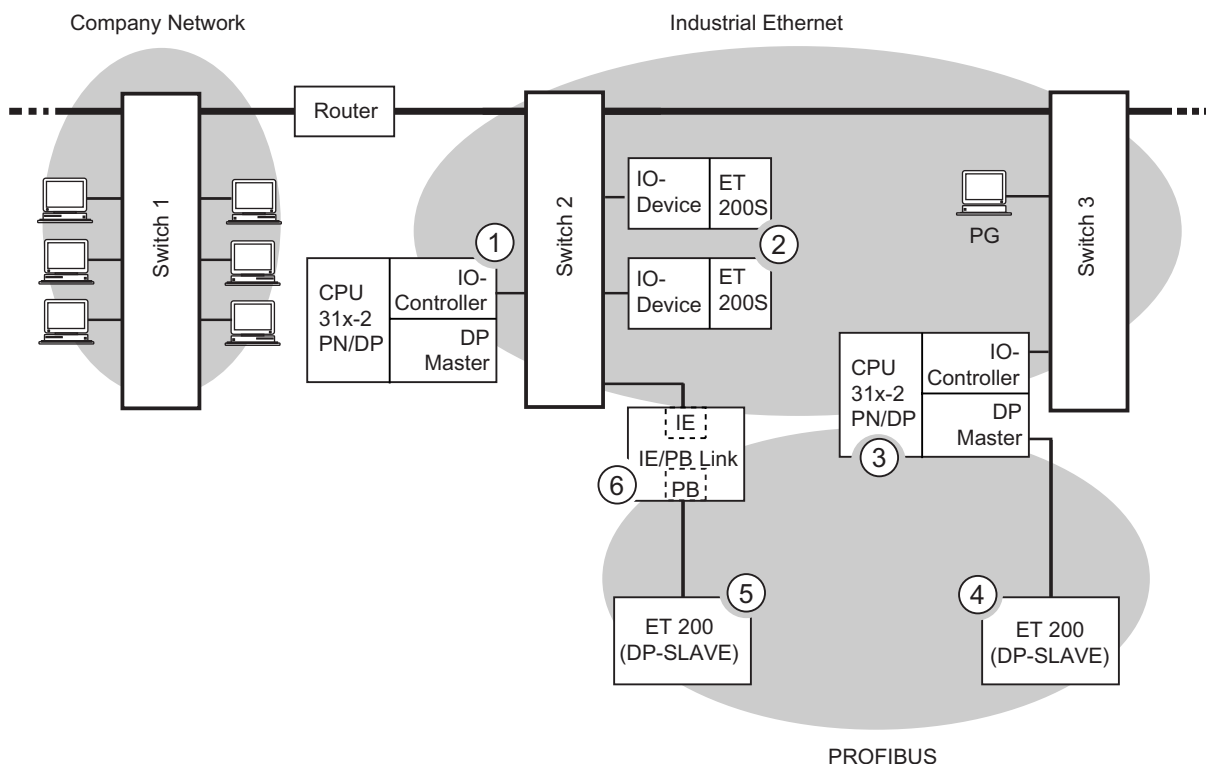 Company Network
Industrial Ethernet
Router
Switch 1
Switch 2
Switch 3
IO-
Device
ET
200S
PG
1
2
CPU
31x-2
PN/DP
IO-
Controller
DP
Master
IO-
Device
ET
200S
CPU
31x-2
PN/DP
IO-
Controller
DP
Master
3
IE
IE/PB Link
PB
6
5
ET 200
(DP-SLAVE)
4
ET 200
(DP-SLAVE)
PROFIBUS